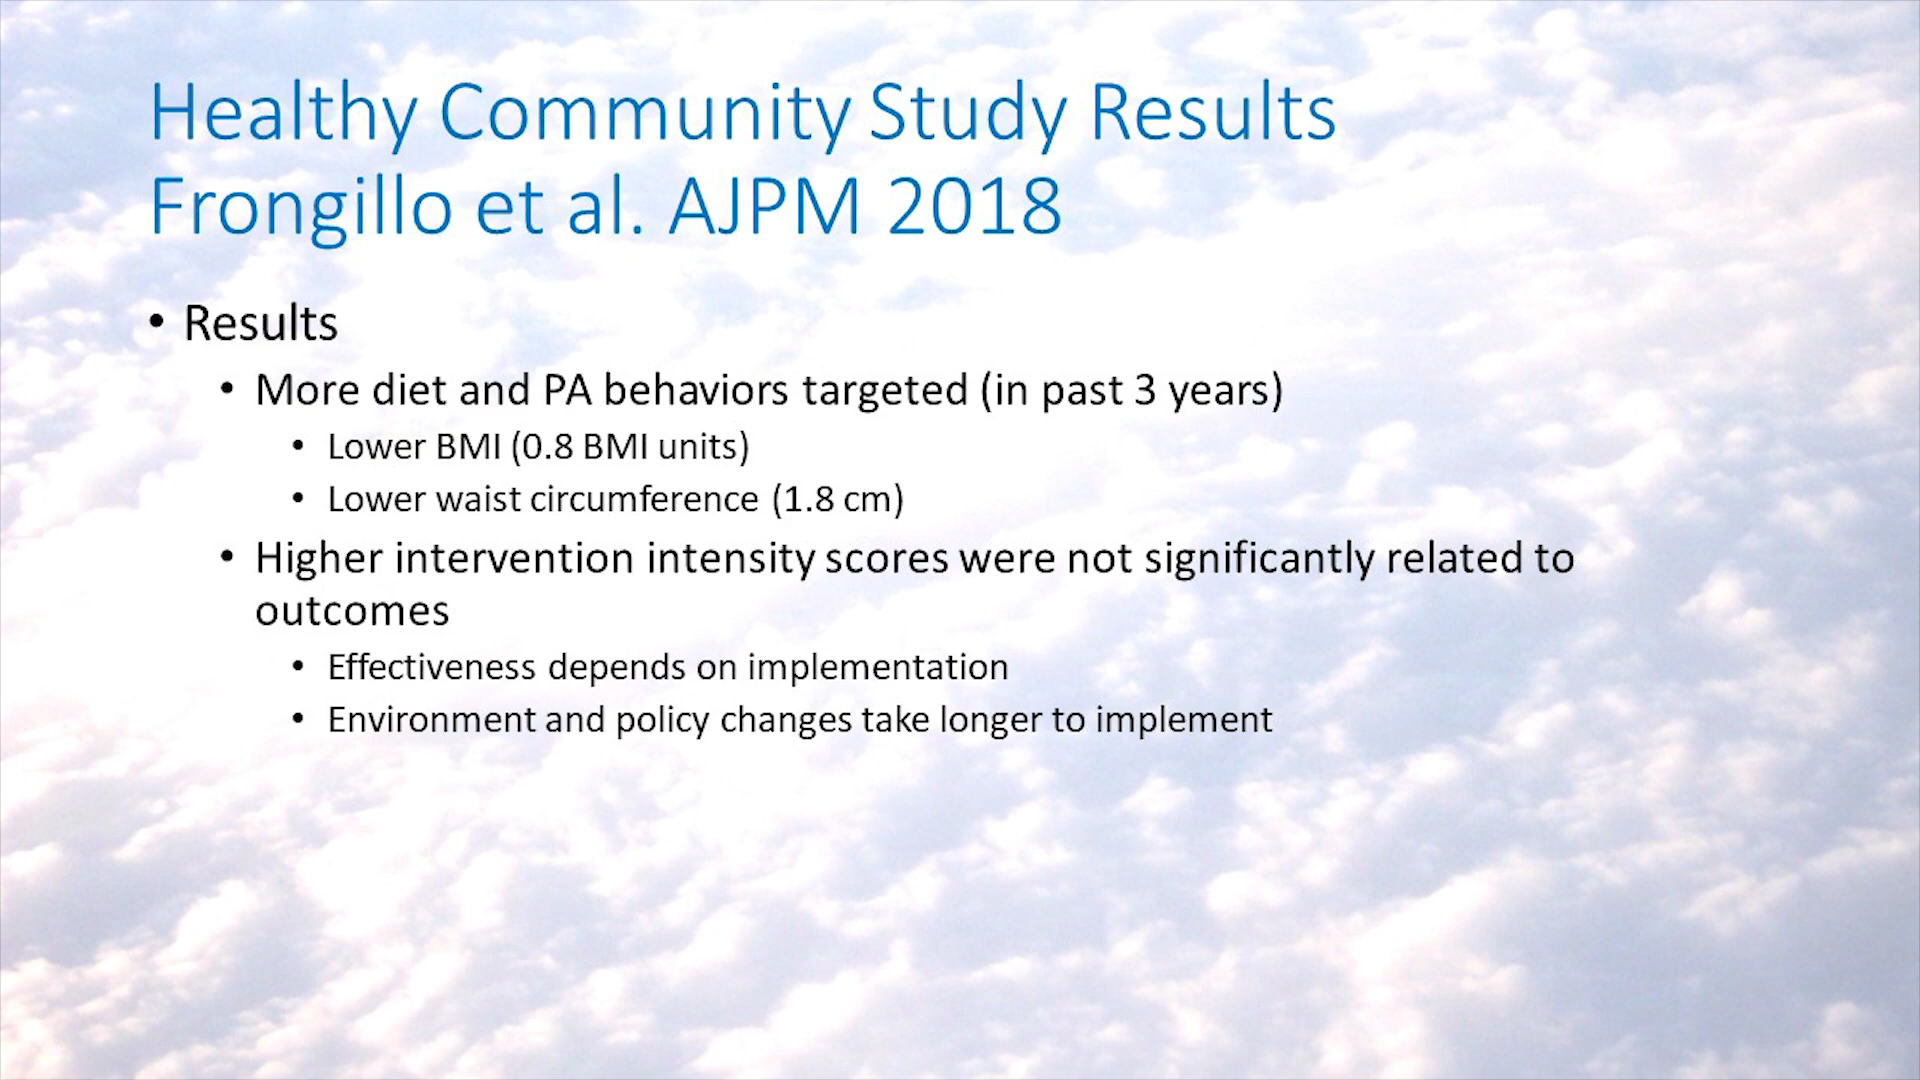 Healthy Community Study Results
Frongillo et al. AJPM 2018
• Results
• More diet and PA behaviors targeted (in past 3 years)
• Lower BMI (0.8 BMI units)
• Lower waist circumference (1.8 cm)
• Higher intervention intensity scores were not significantly related to
outcomes
• Effectiveness depends on implementation
• Environment and policy changes take longer to implement